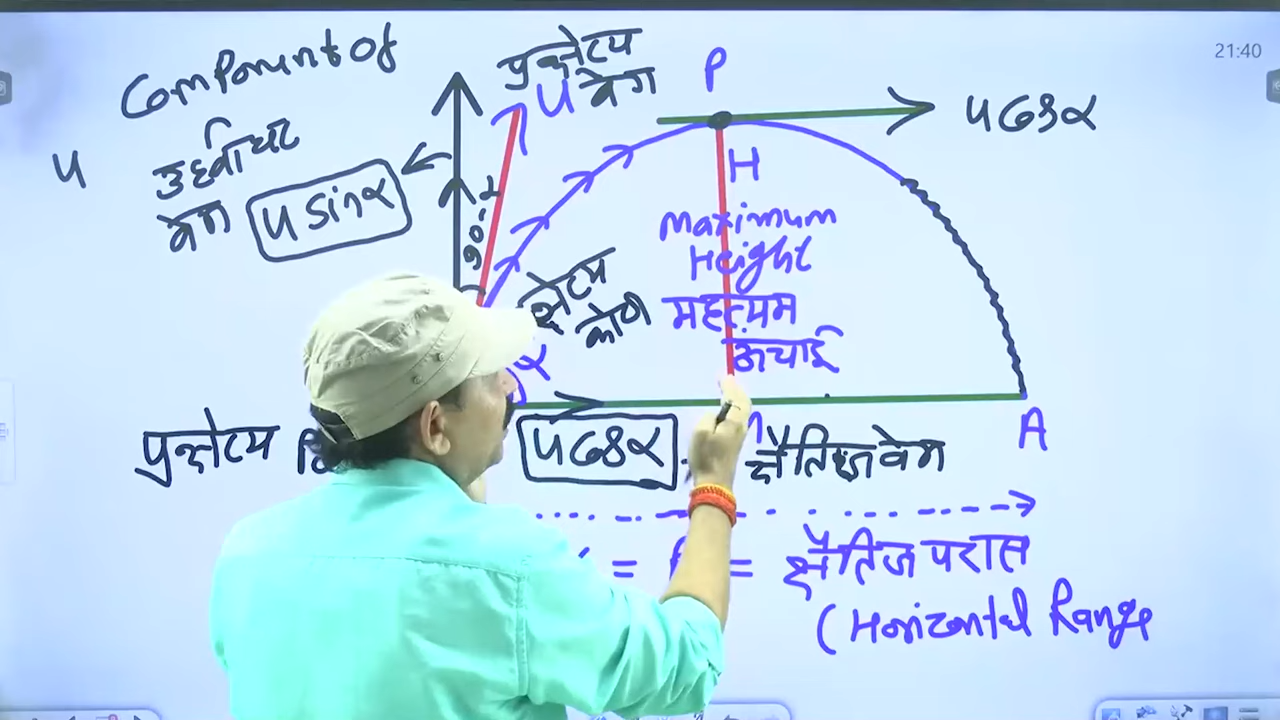 21:40
Component of
u
उर्ध्वाधर
वेग
u sinα
प्रक्षेप्य
वेग
u
P
u cosα
90-α
H
maximum
Height
महत्तम
ऊंचाई
कोण
α
A
प्रक्षेप्य
u cosα
क्षैतिज वेग
= = क्षैतिज परास
(Horizontal Range